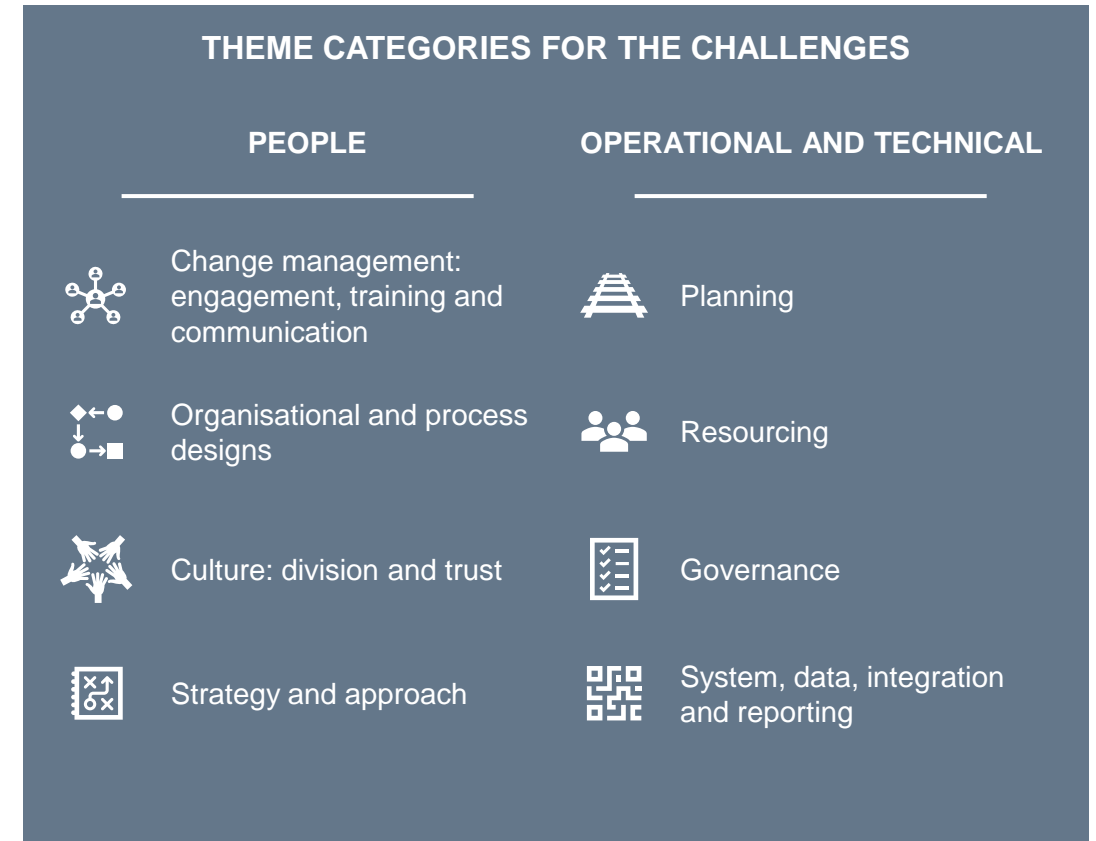 THEME CATEGORIES FOR THE CHALLENGES
PEOPLE
Change management:
engagement, training and
communication
Organisational and process
designs
Culture: division and trust
Strategy and approach
OPERATIONAL AND TECHNICAL
Planning
Resourcing
Governance
System, data, integration
and reporting